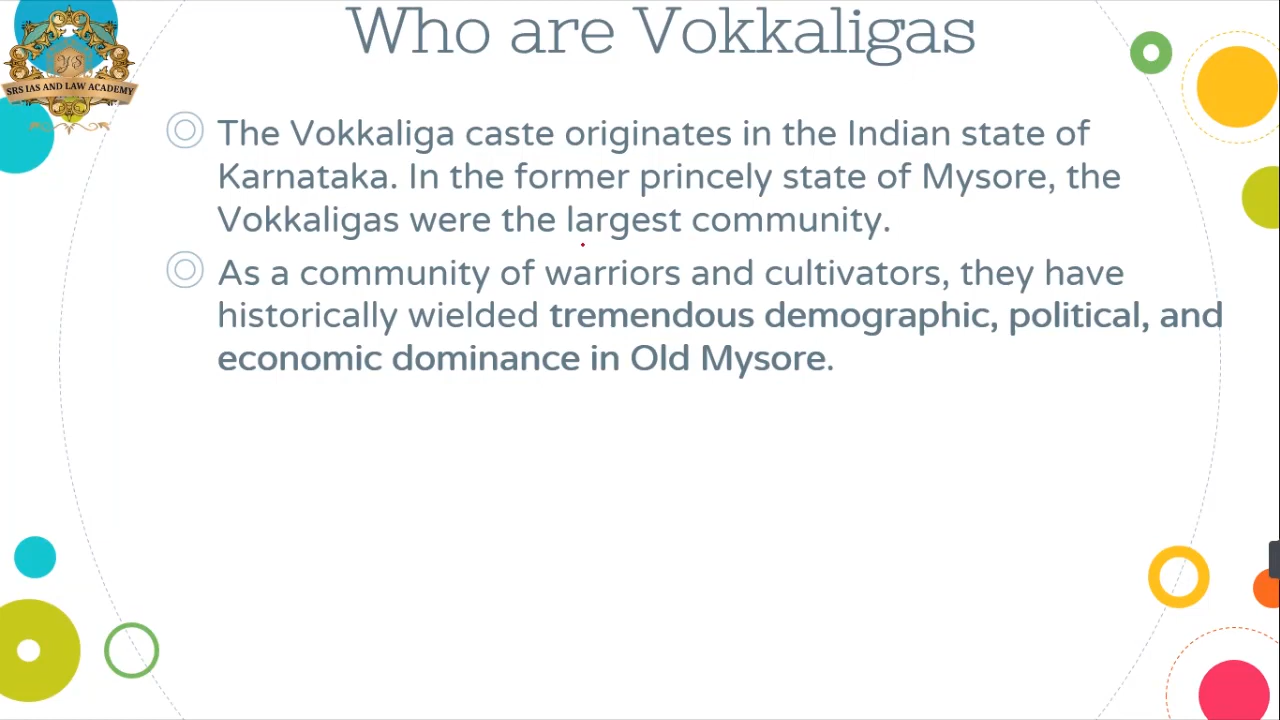 Who are Vokkaligas
YS
SRS IAS AND LAW ACADEMY
The Vokkaliga caste originates in the Indian state of
Karnataka. In the former princely state of Mysore, the
Vokkaligas were the largest community.
As a community of warriors and cultivators, they have
historically wielded tremendous demographic, political, and
economic dominance in Old Mysore.